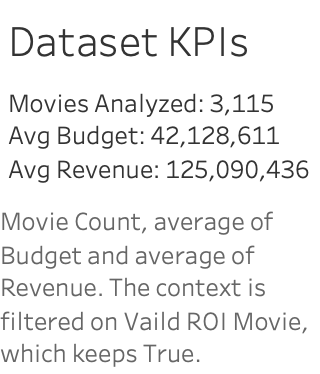 Dataset KPIs
Movies Analyzed: 3,115
Avg Budget: 42,128,611
Avg Revenue: 125,090,436
Movie Count, average of
Budget and average of
Revenue. The context is
filtered on Vaild ROI Movie,
which keeps True.